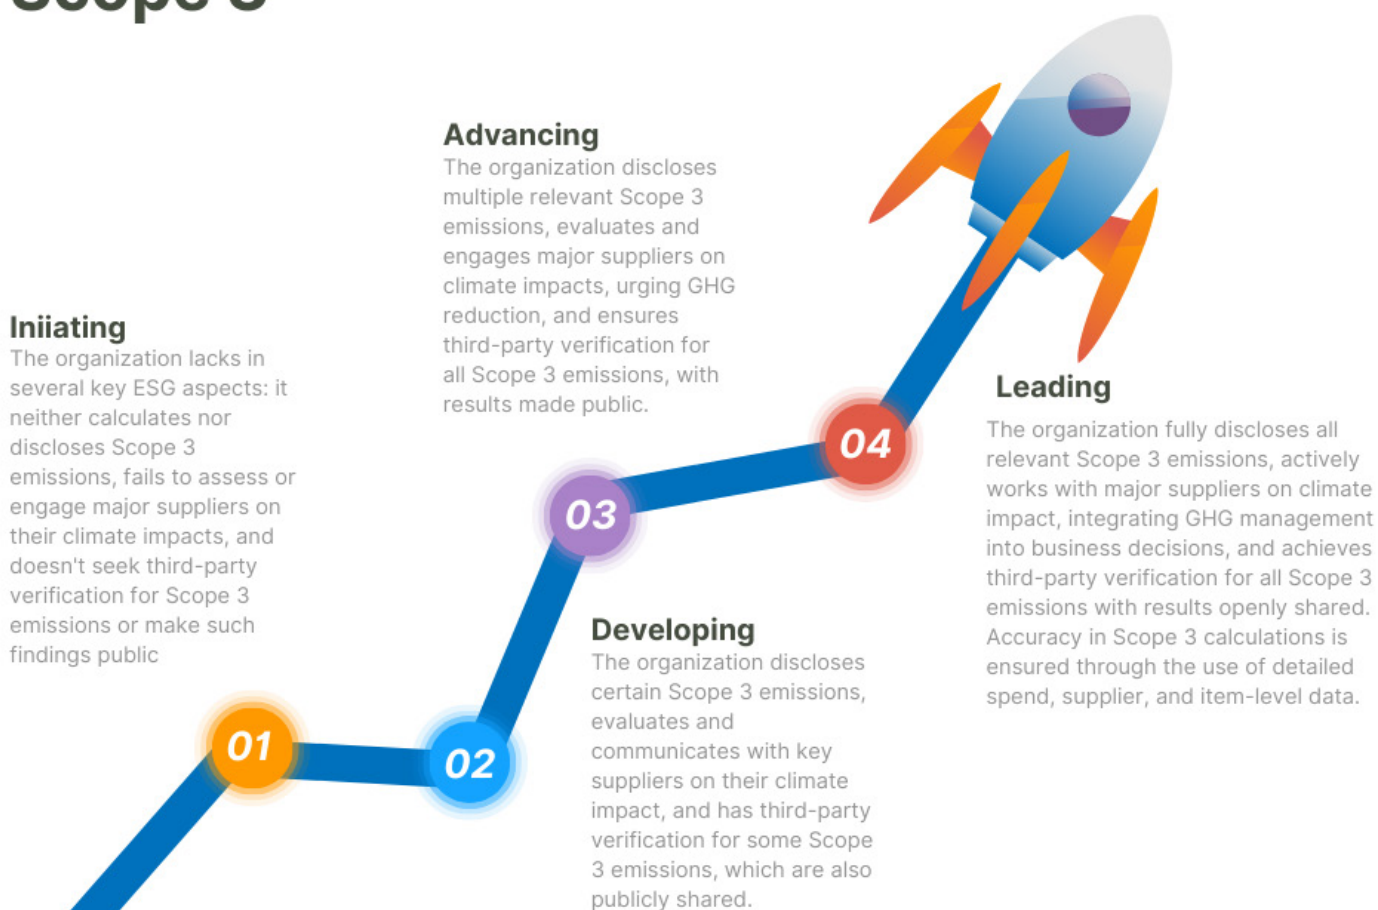 Scope 3
Iniiating
The organization lacks in
several key ESG aspects: it
neither calculates nor
discloses Scope 3
emissions, fails to assess or
engage major suppliers on
their climate impacts, and
doesn't seek third-party
verification for Scope 3
emissions or make such
findings public
01
02
Developing
The organization discloses
certain Scope 3 emissions,
evaluates and
communicates with key
suppliers on their climate
impact, and has third-party
verification for some Scope
3 emissions, which are also
publicly shared.
Advancing
The organization discloses
multiple relevant Scope 3
emissions, evaluates and
engages major suppliers on
climate impacts, urging GHG
reduction, and ensures
third-party verification for
all Scope 3 emissions, with
results made public.
03
04
Leading
The organization fully discloses all
relevant Scope 3 emissions, actively
works with major suppliers on climate
impact, integrating GHG management
into business decisions, and achieves
third-party verification for all Scope 3
emissions with results openly shared.
Accuracy in Scope 3 calculations is
ensured through the use of detailed
spend, supplier, and item-level data.